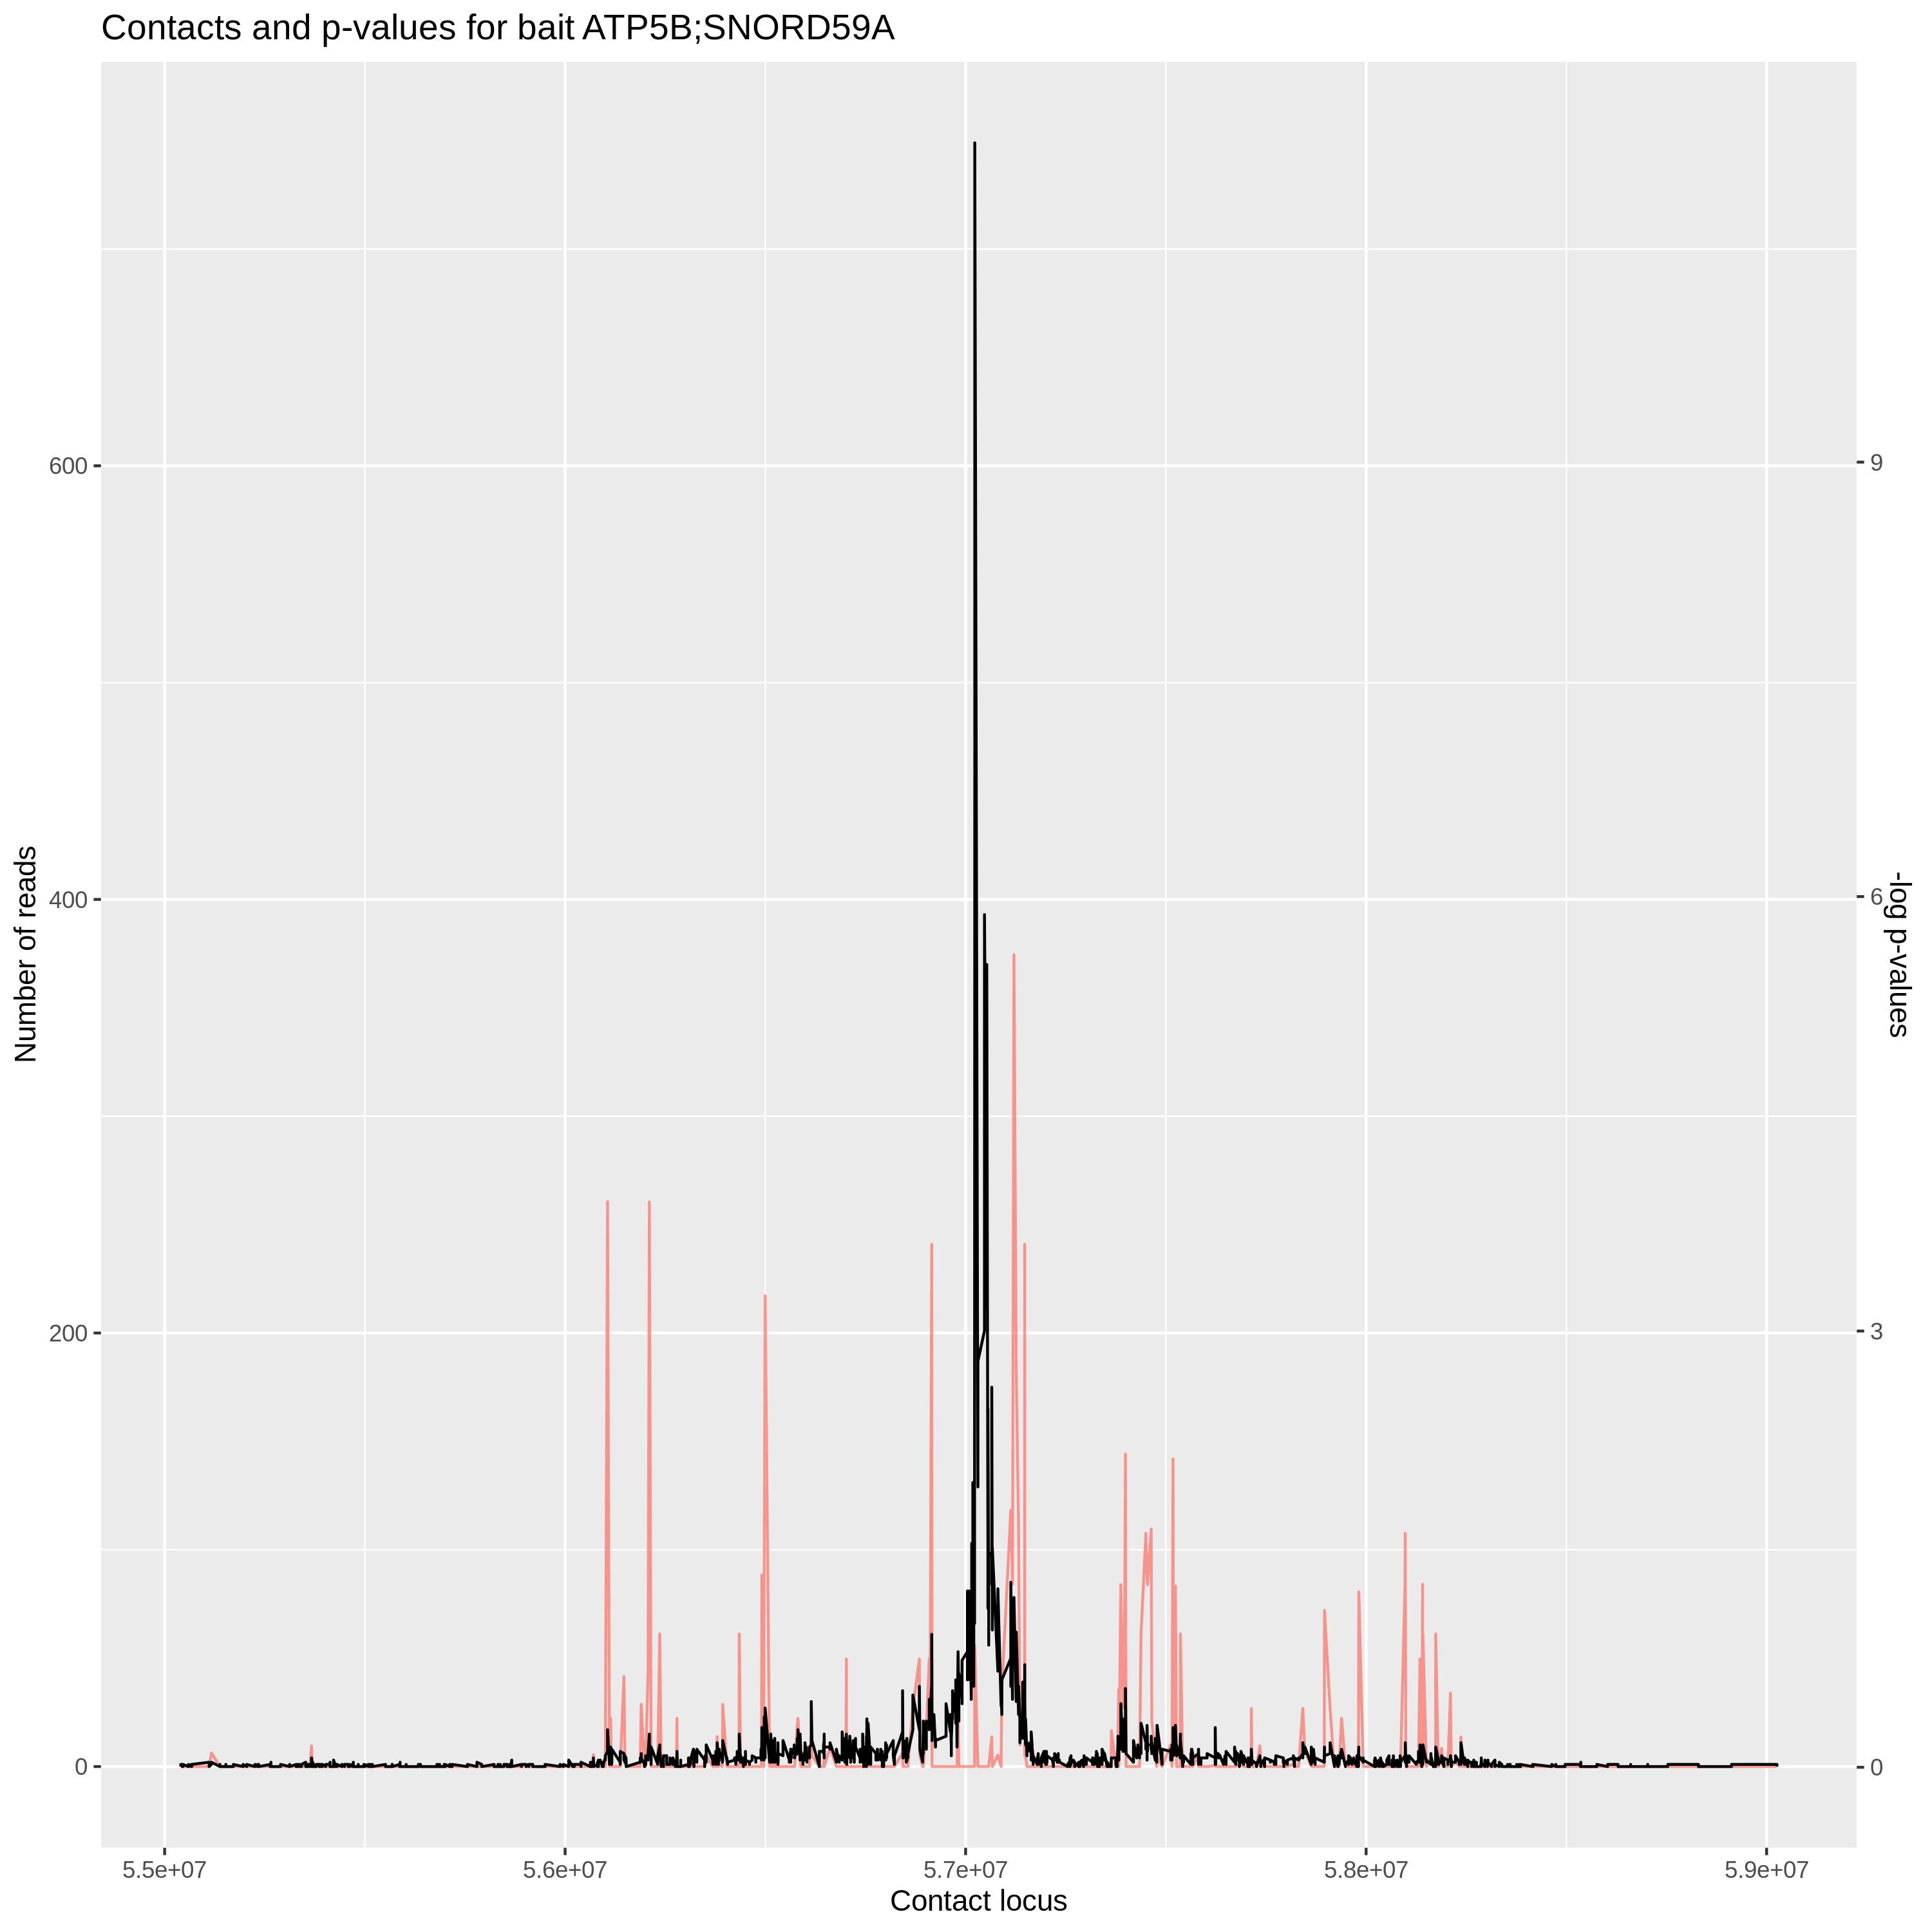 Contacts and p-values for bait ATP5B;SNORD59A
Number of reads
600
400
200
0
9
6
3
0
-log p-values
5.5e+07
5.6e+07
5.7e+07
5.8e+07
5.9e+07
Contact locus